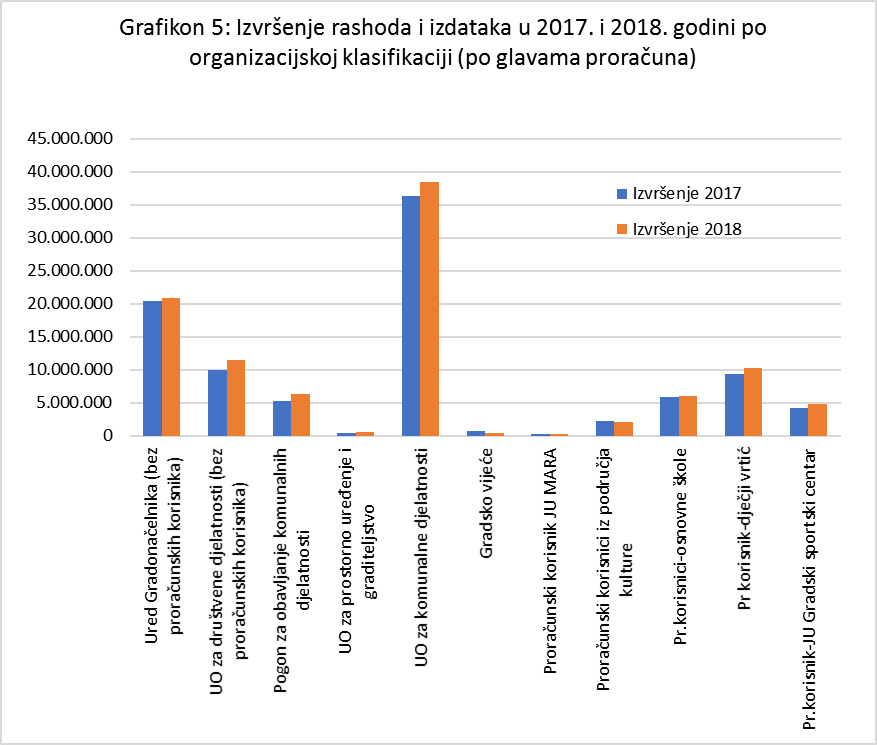 Grafikon 5: Izvršenje rashoda i izdataka u 2017. i 2018. godini po
organizacijskoj klasifikaciji (po glavama proračuna)
45.000.000
40.000.000
35.000.000
30.000.000
25.000.000
20.000.000
15.000.000
10.000.000
5.000.000
0
Izvršenje 2017
Izvršenje 2018
Ured Gradonačelnika (bez
proračunskih korisnika)
UO za društvene djelatnosti (bez
proračunskih korisnika)
Pogon za obavljanje komunalnih
djelatnosti
UO za prostorno uređenje i
graditeljstvo
UO za komunalne djelatnosti
Gradsko vijeće
Proračunski korisnik JU MARA
Proračunski korisnici iz područja
kulture
Pr.korisnici-osnovne škole
Pr korisnik-dječji vrtić
Pr.korisnik-JU Gradski sportski centar